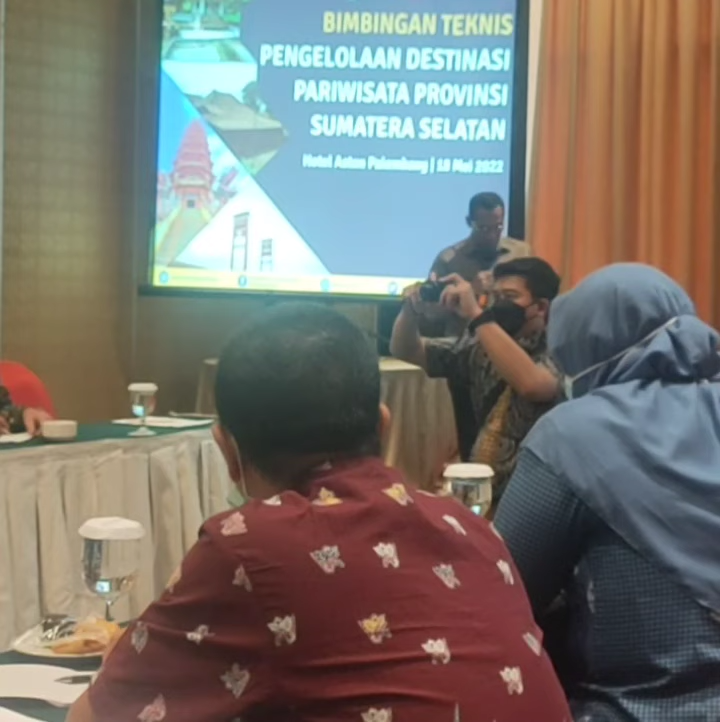 BIMBINGAN TEKNIS
PENGELOLAAN DESTINASI
PARIWISATA PROVINSI
SUMATERA SELATAN
Hotel Aston Palembang | 18 Mei 2022